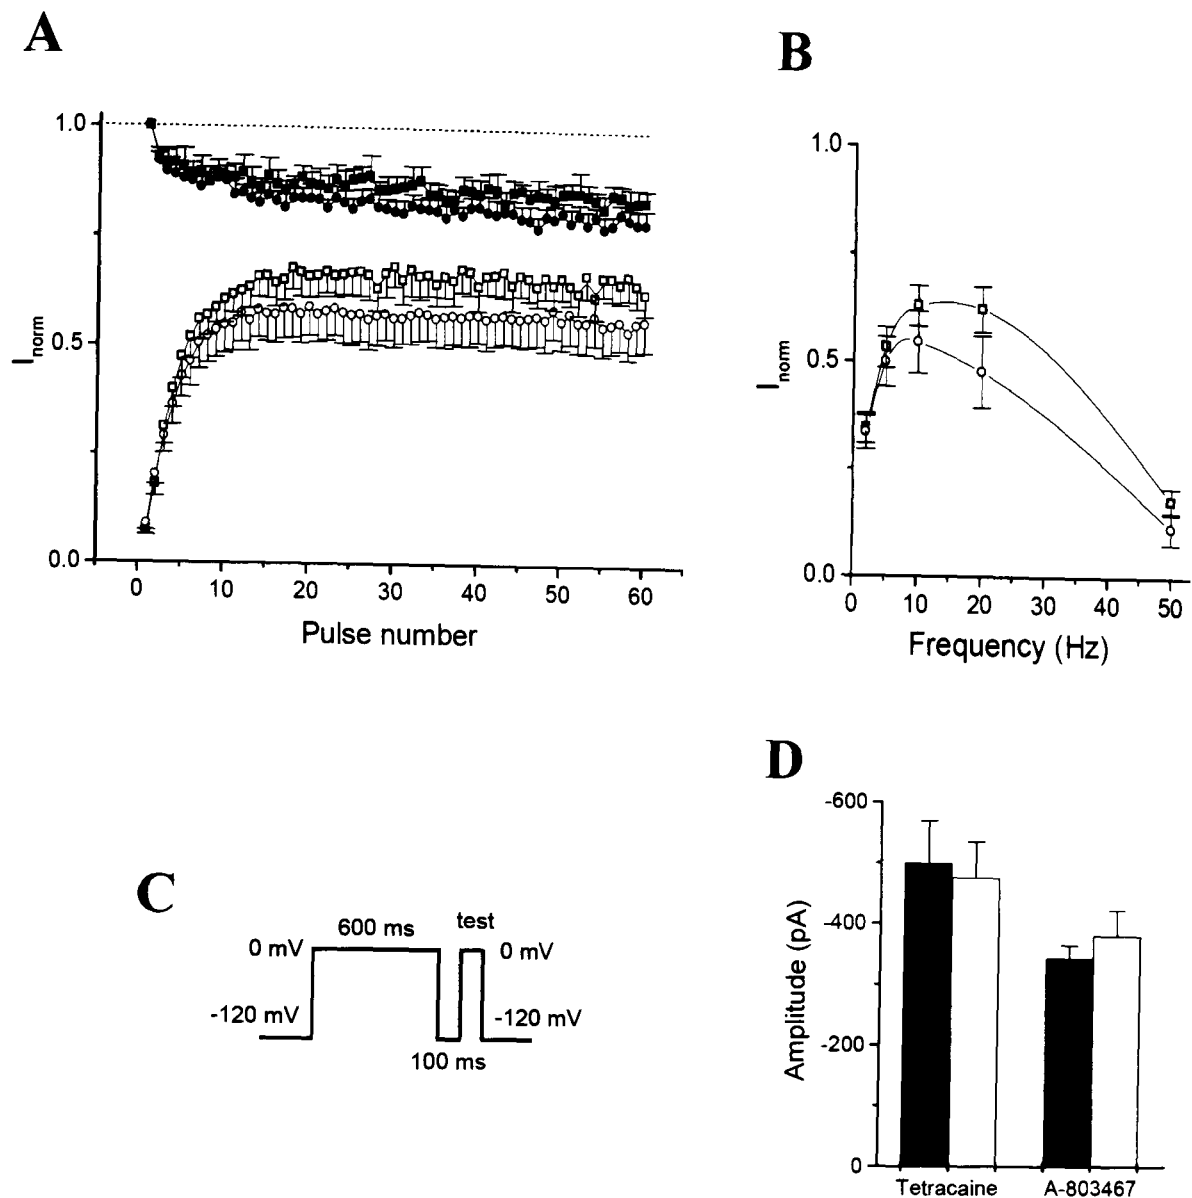 A
1.0
0.5
0.0
I norm
0 10 20 30 40 50 60
Pulse number
B
1.0
0.5
0.0
I norm
0 10 20 30 40 50
Frequency (Hz)
C
600 ms
test
0 mV
0 mV
-120 mV
-120 mV
100 ms
D
-600
-400
-200
0
Amplitude (pA)
Tetracaine A-803467